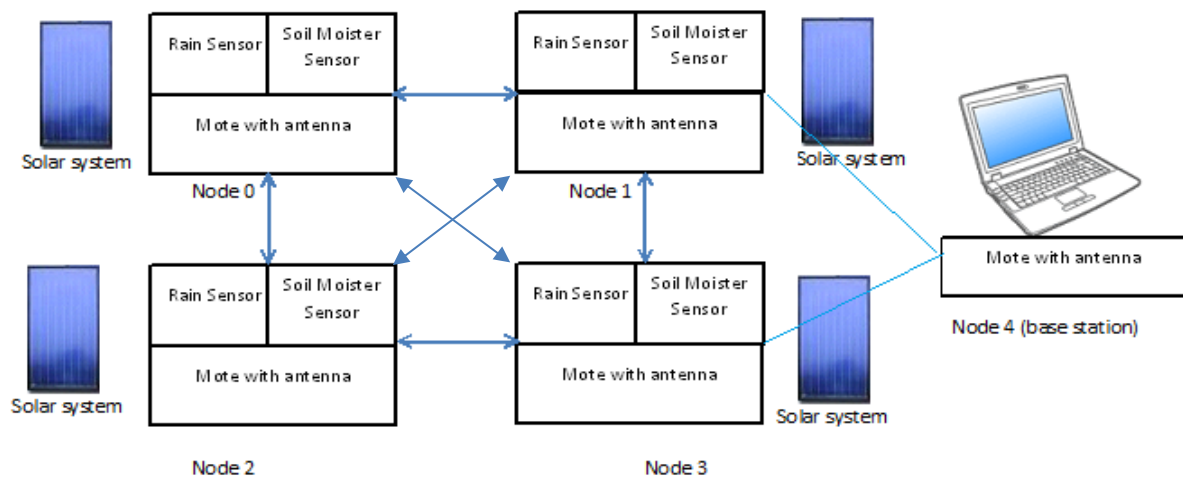 Rain Sensor
Soil Moister
Sensor
Mote with antenna
Solar system
Node 0
Rain Sensor
Soil Moister
Sensor
Mote with antenna
Node 1
Solar system
Mote with antenna
Node 4 (base station)
Rain Sensor
Soil Moister
Sensor
Mote with antenna
Solar system
Node 2
Rain Sensor
Soil Moister
Sensor
Mote with antenna
Solar system
Node 3